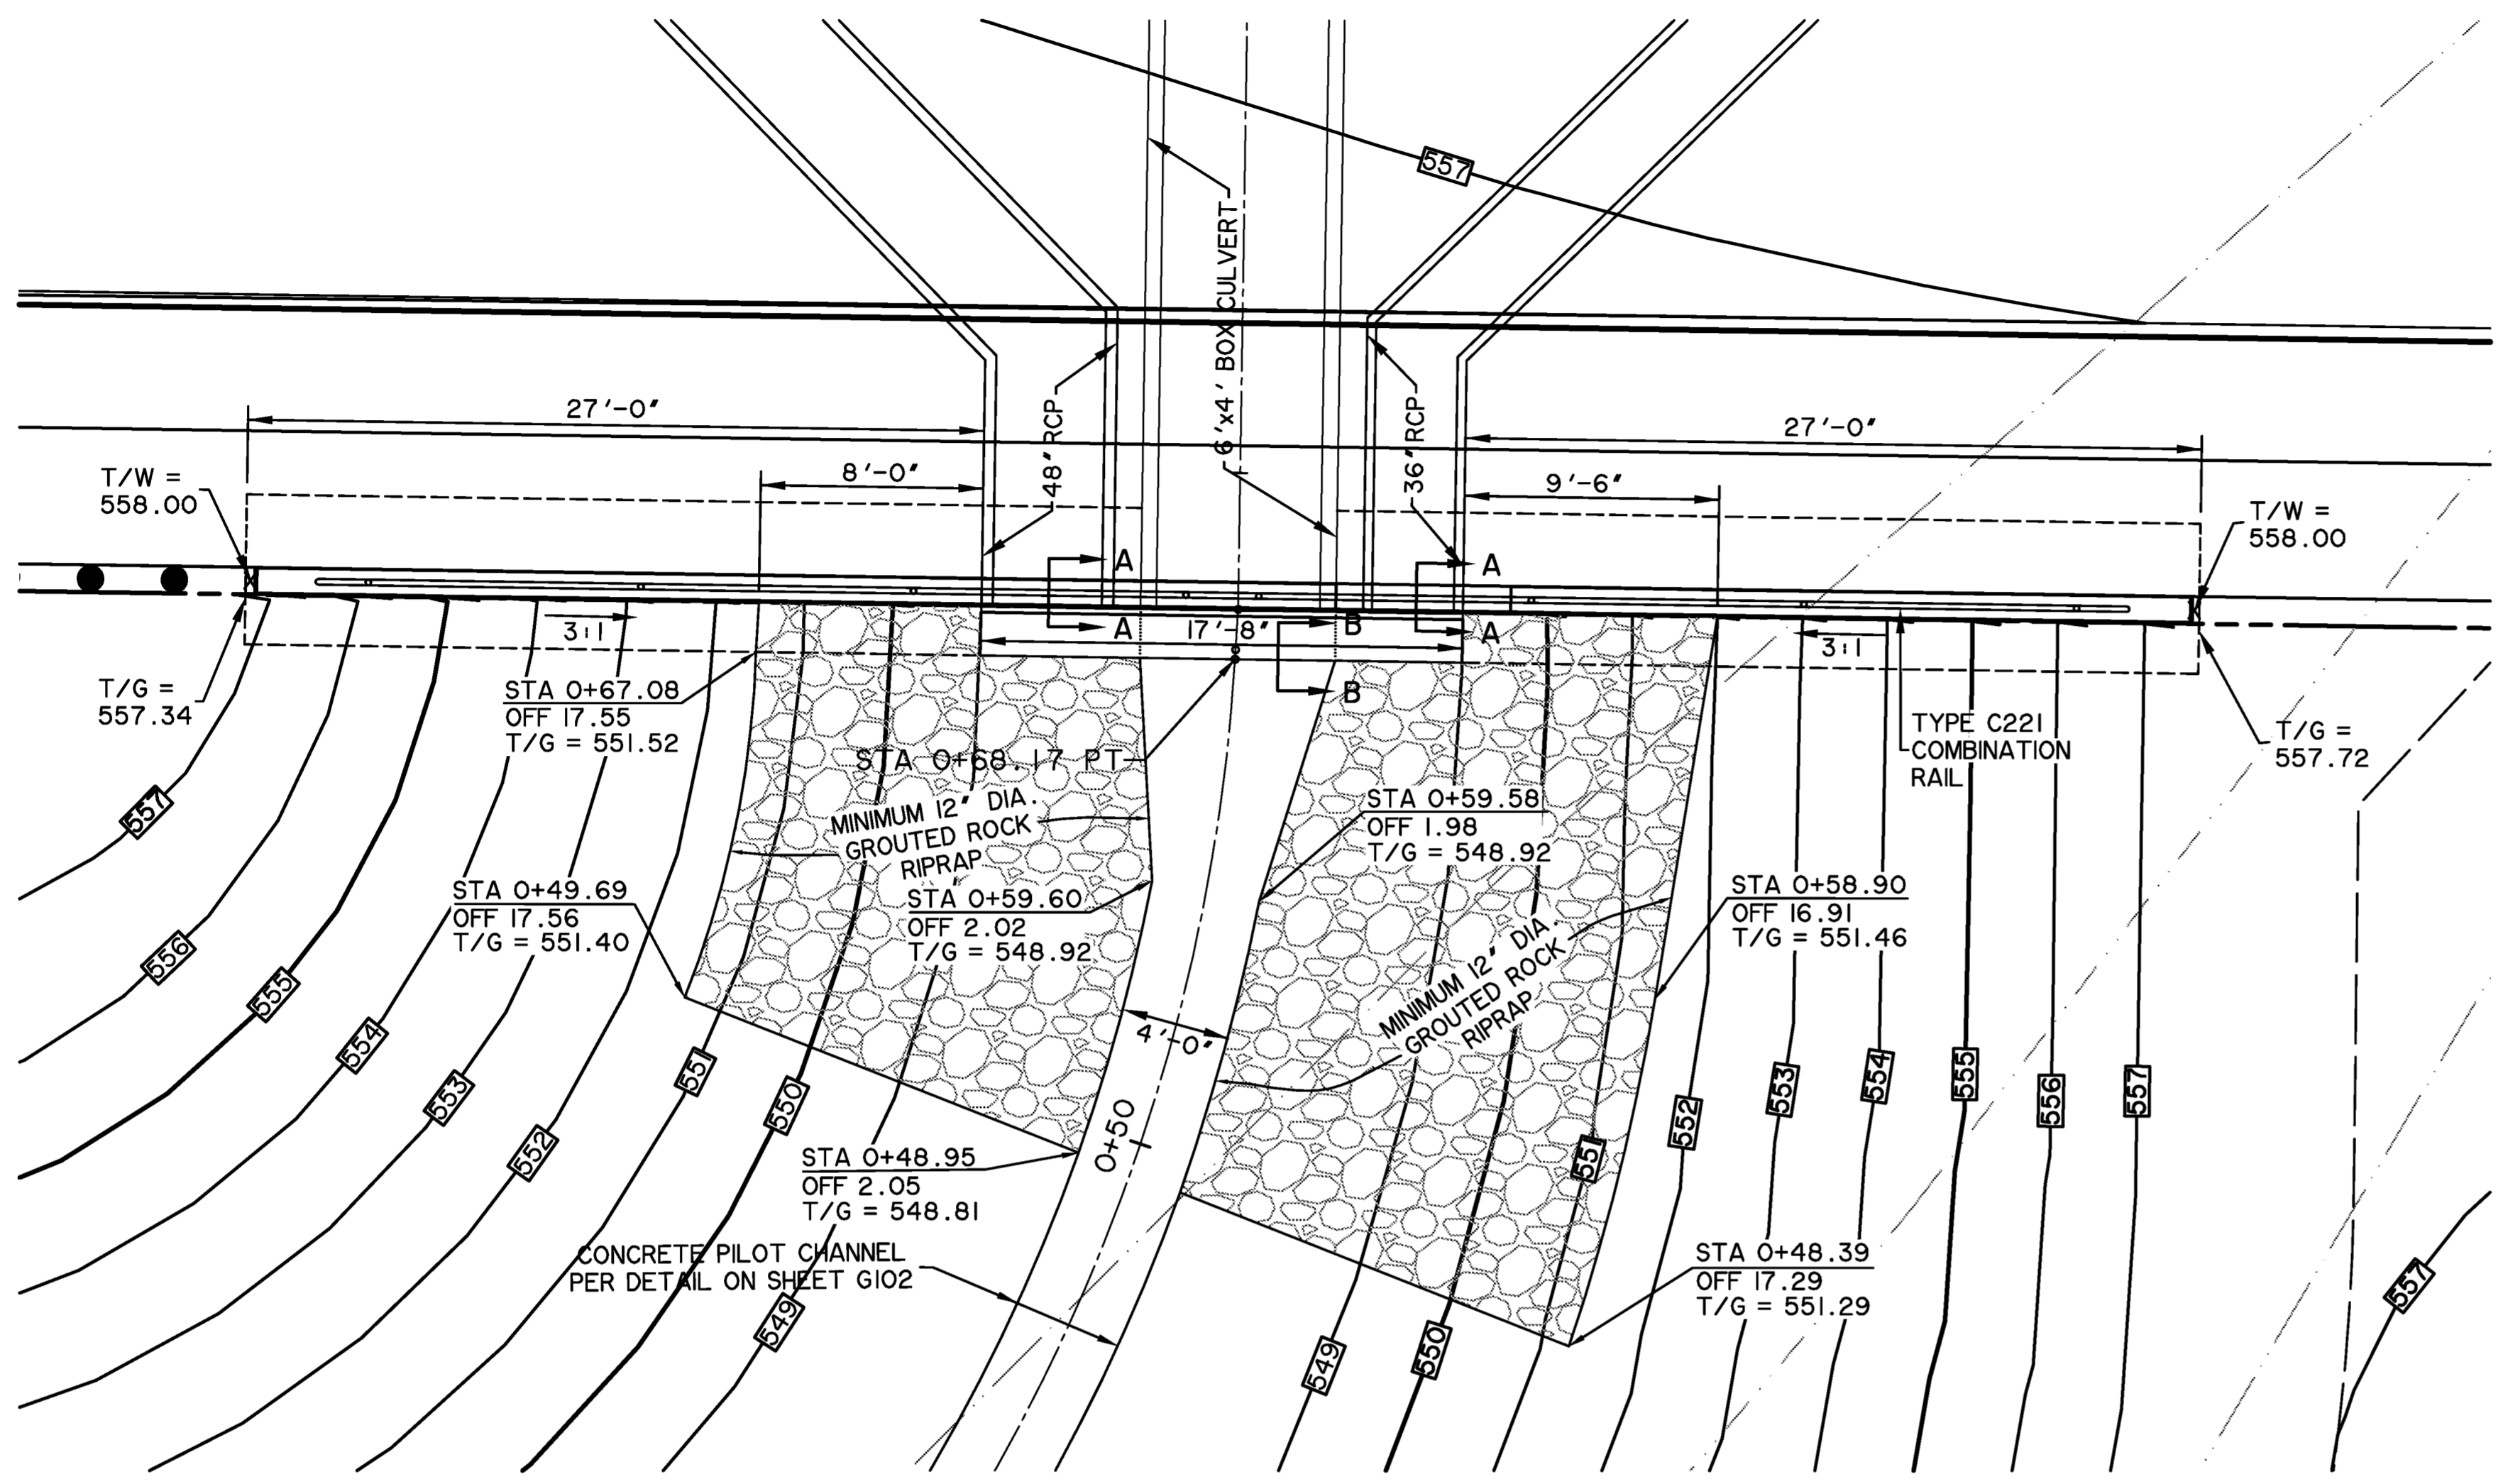 557
6'x4' BOX CULVERT
27'-0"
27'-0"
48" RCP
36" RCP
8'-0"
9'-6"
T/W =
558.00
T/W =
558.00
A
A
3:1
A
17'-8"
B
A
3:1
T/G =
557.34
STA 0+67.08
OFF 17.55
T/G = 551.52
B
TYPE C221
COMBINATION
RAIL
T/G =
557.72
STA 0+68.17 PT
557
MINIMUM 12" DIA.
GROUTED ROCK
RIPRAP
STA 0+59.58
OFF 1.98
T/G = 548.92
STA 0+49.69
OFF 17.56
T/G = 551.40
STA 0+59.60
OFF 2.02
T/G = 548.92
STA 0+58.90
OFF 16.91
T/G = 551.46
556
555
554
553
552
551
550
4'-0"
MINIMUM 12" DIA.
GROUTED ROCK
RIPRAP
553
554
555
556
557
552
551
0+50
STA 0+48.95
OFF 2.05
T/G = 548.81
CONCRETE PILOT CHANNEL
PER DETAIL ON SHEET G102
549
STA 0+48.39
OFF 17.29
T/G = 551.29
549
550
557